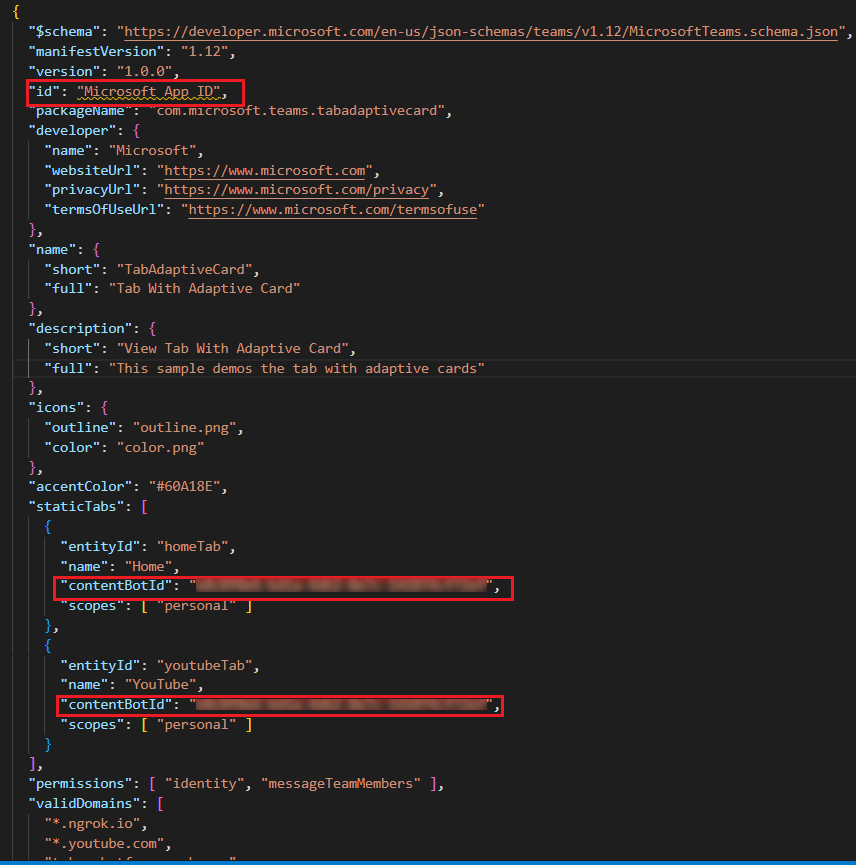 {
"$schema": "https://developer.microsoft.com/en-us/json-schemas/teams/v1.12/MicrosoftTeams.schema.json",
"manifestVersion": "1.12",
"version": "1.0.0",
"id": "Microsoft App ID",
"packageName": "com.microsoft.teams.tabadaptivecard",
"developer": {
"name": "Microsoft",
"websiteUrl": "https://www.microsoft.com",
"privacyUrl": "https://www.microsoft.com/privacy",
"termsOfUseUrl": "https://www.microsoft.com/termsofuse"
},
"name": {
"short": "TabAdaptiveCard",
"full": "Tab With Adaptive Card"
},
"description": {
"short": "View Tab With Adaptive Card",
"full": "This sample demos the tab with adaptive cards"
},
"icons": {
"outline": "outline.png",
"color": "color.png"
},
"accentColor": "#60A18E",
"staticTabs": [
{
"entityId": "homeTab",
"name": "Home",
"contentBotId": "",
"scopes": [ "personal" ]
},
{
"entityId": "youtubeTab",
"name": "YouTube",
"contentBotId": "",
"scopes": [ "personal" ]
}
],
"permissions": [ "identity", "messageTeamMembers" ],
"validDomains": [
"*.ngrok.io",
"*.youtube.com",